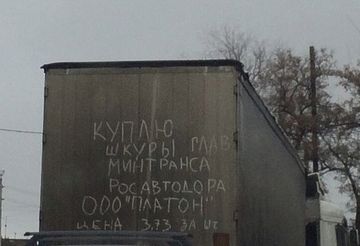 КУПЛЮ
ШКУРЫ ГЛАВ
МИНТРАНСА
РОСАВТОДОРА
ООО "ПЛАТОН"
ЦЕНА 3,73 ЗА ШТ